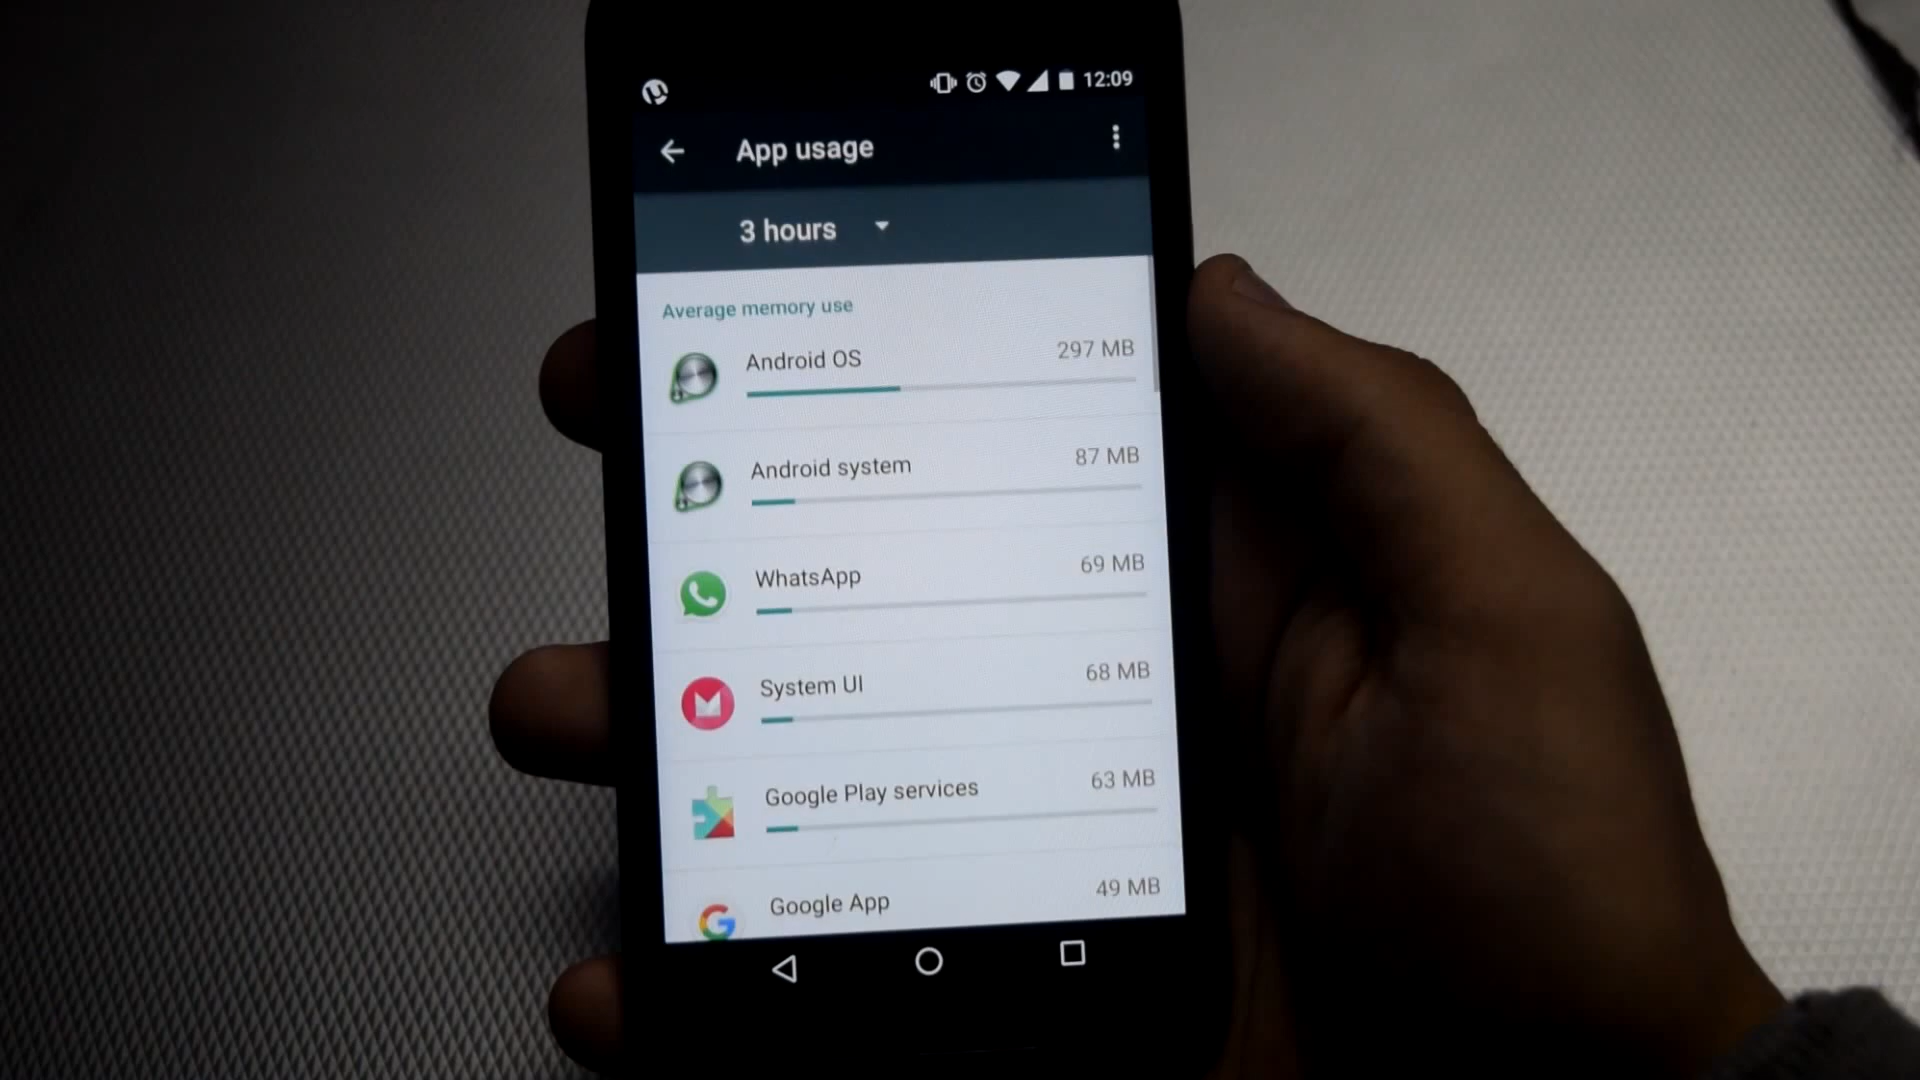 12:09
App usage
3 hours
Average memory use
Android OS 297 MB
Android system 87 MB
WhatsApp 69 MB
System UI 68 MB
Google Play services 63 MB
Google App 49 MB